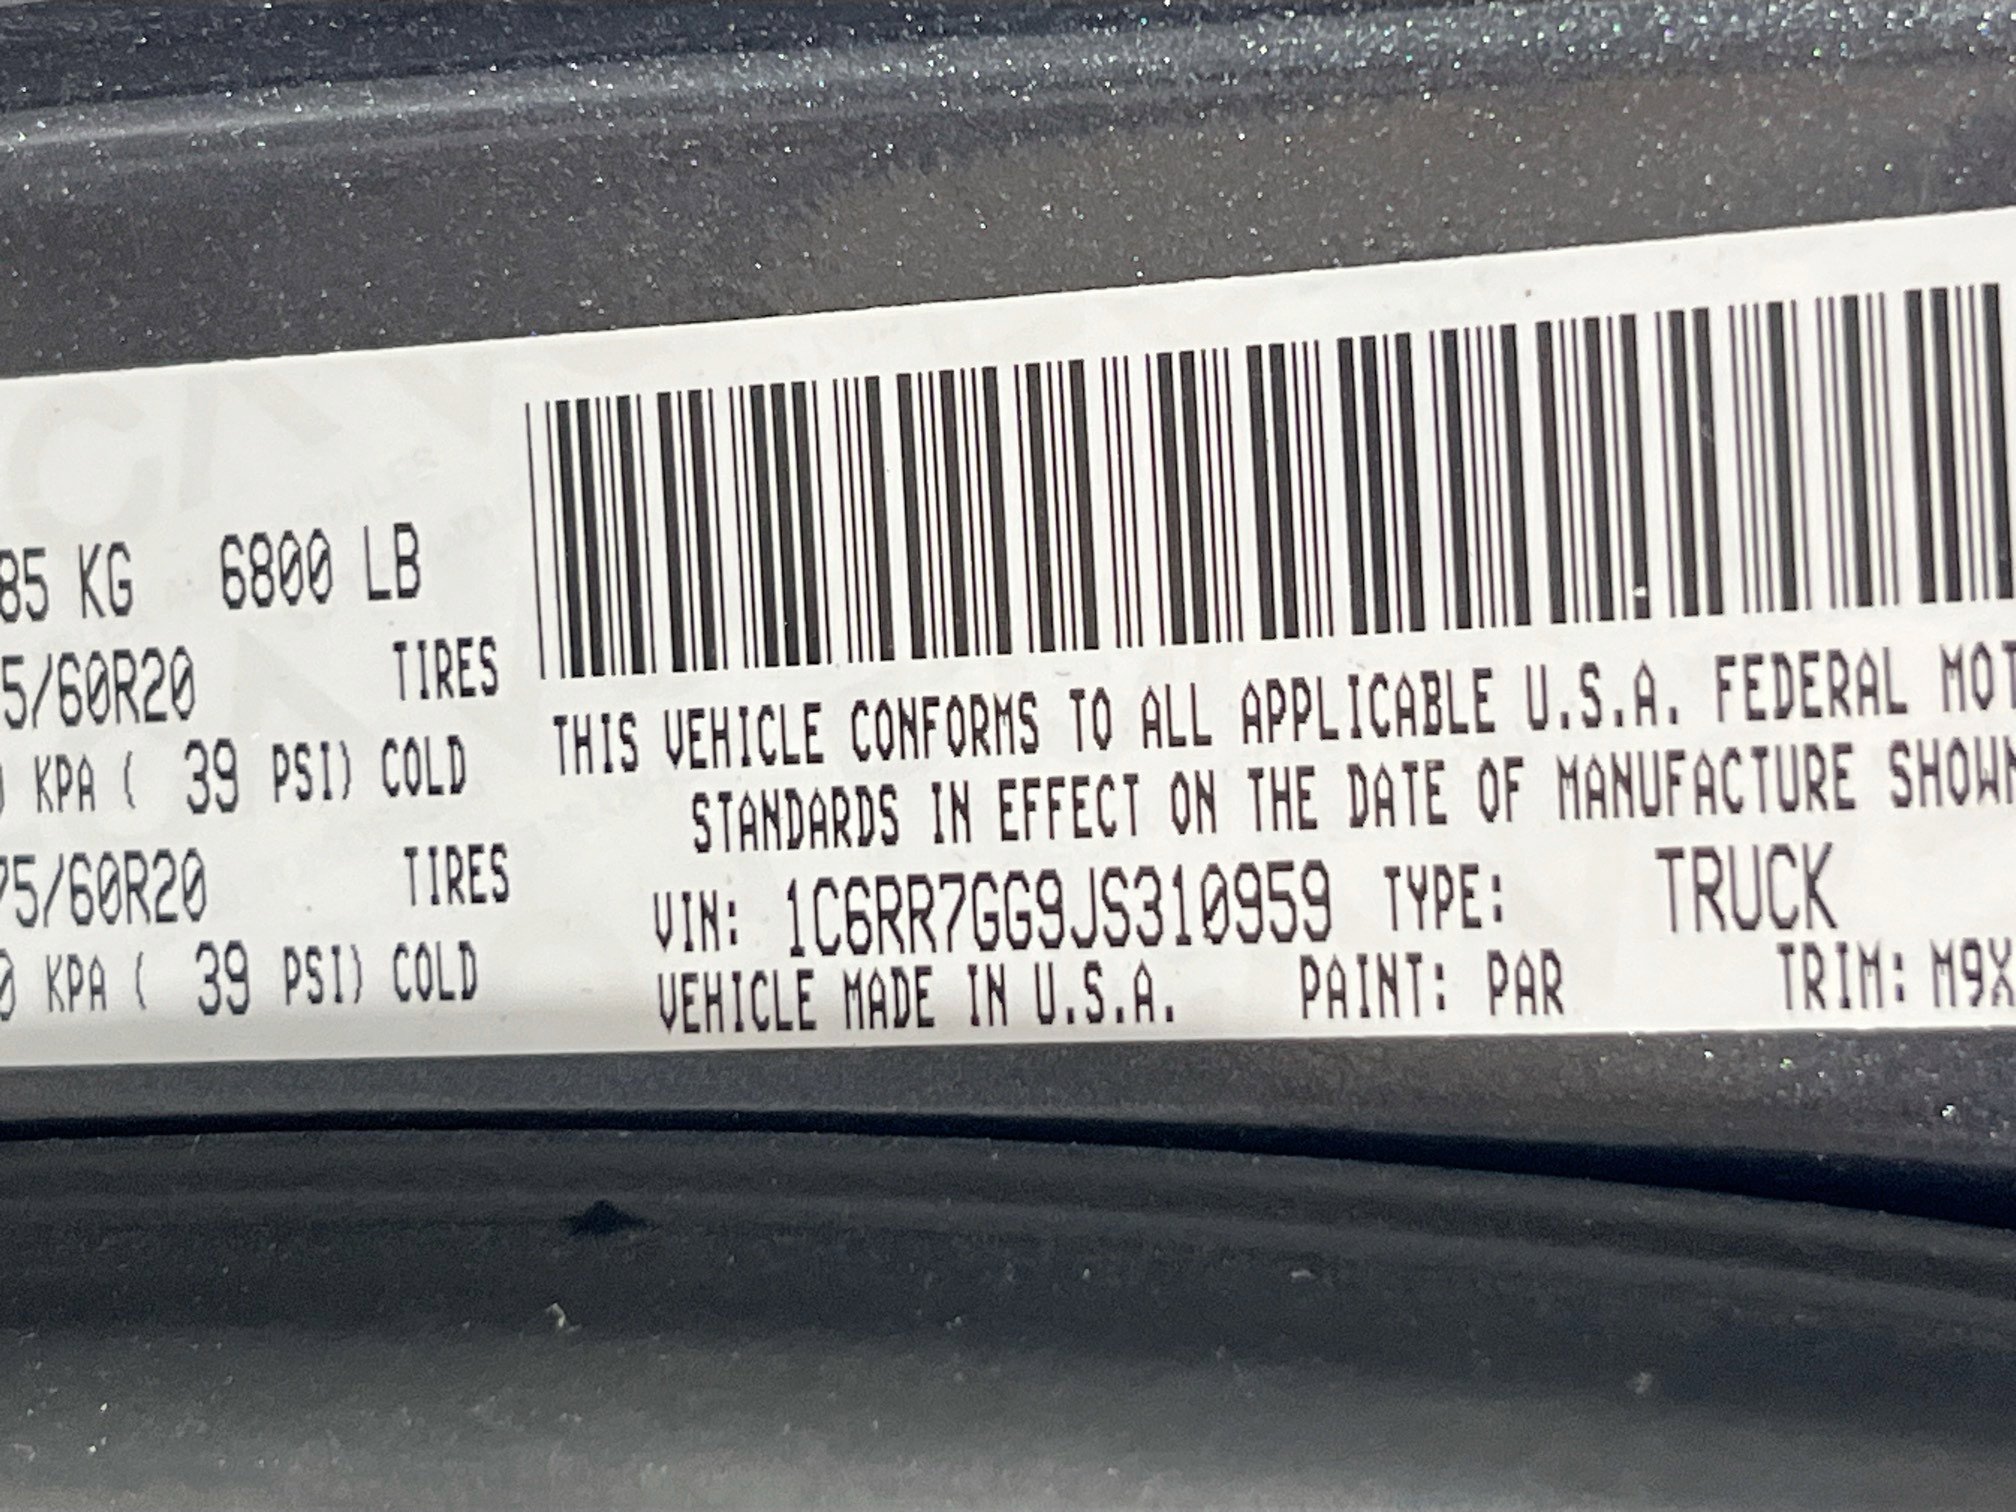 85 KG 6800 LB
5/60R20 TIRES
KPA ( 39 PSI) COLD
75/60R20 TIRES
0 KPA ( 39 PSI) COLD
THIS VEHICLE CONFORMS TO ALL APPLICABLE U.S.A. FEDERAL MOT
STANDARDS IN EFFECT ON THE DATE OF MANUFACTURE SHOWN
VIN: 1C6RR7GG9JS310959 TYPE: TRUCK
VEHICLE MADE IN U.S.A. PAINT: PAR TRIM: M9X